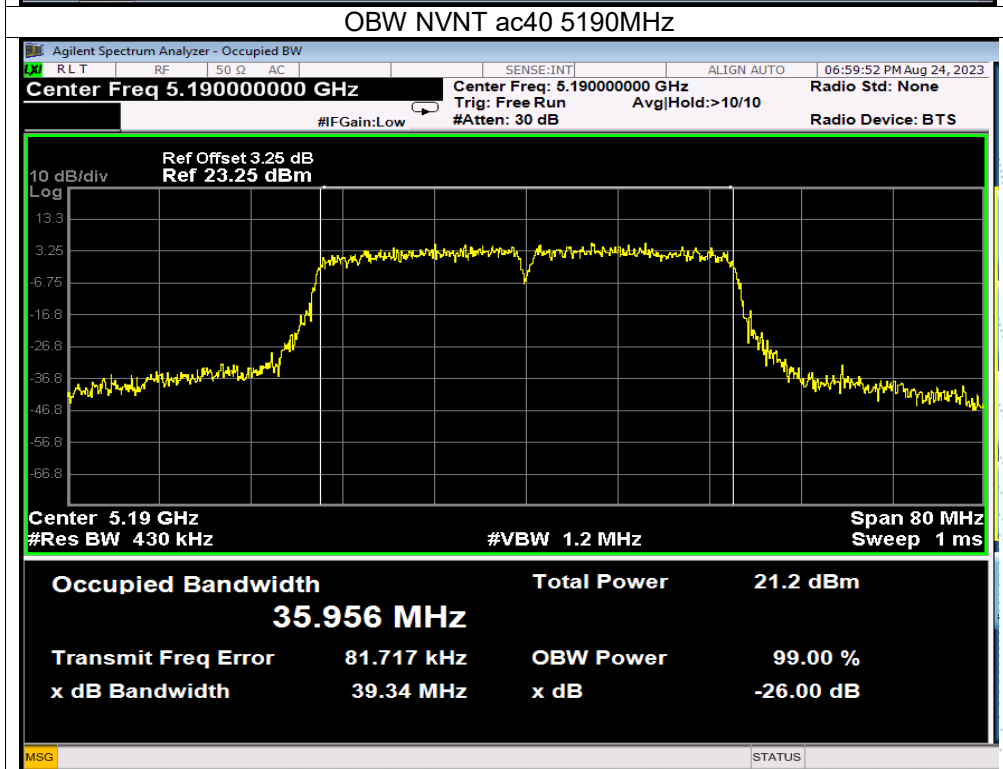 OBW NVNT ac40 5190MHz
Agilent Spectrum Analyzer - Occupied BW
LXI RLT RF 50 Ω AC SENSE:INT ALIGN AUTO 06:59:52 PM Aug 24, 2023
Center Freq 5.190000000 GHz Center Freq: 5.190000000 GHz Radio Std: None
Trig: Free Run Avg|Hold:>10/10
#IFGain:Low #Atten: 30 dB Radio Device: BTS
Ref Offset 3.25 dB
10 dB/div Ref 23.25 dBm
Log
13.3
3.25
-6.75
-16.8
-26.8
-36.8
-46.8
-56.8
-66.8
Center 5.19 GHz Span 80 MHz
#Res BW 430 kHz #VBW 1.2 MHz Sweep 1 ms
Occupied Bandwidth Total Power 21.2 dBm
35.956 MHz
Transmit Freq Error 81.717 kHz OBW Power 99.00 %
x dB Bandwidth 39.34 MHz x dB -26.00 dB
MSG STATUS